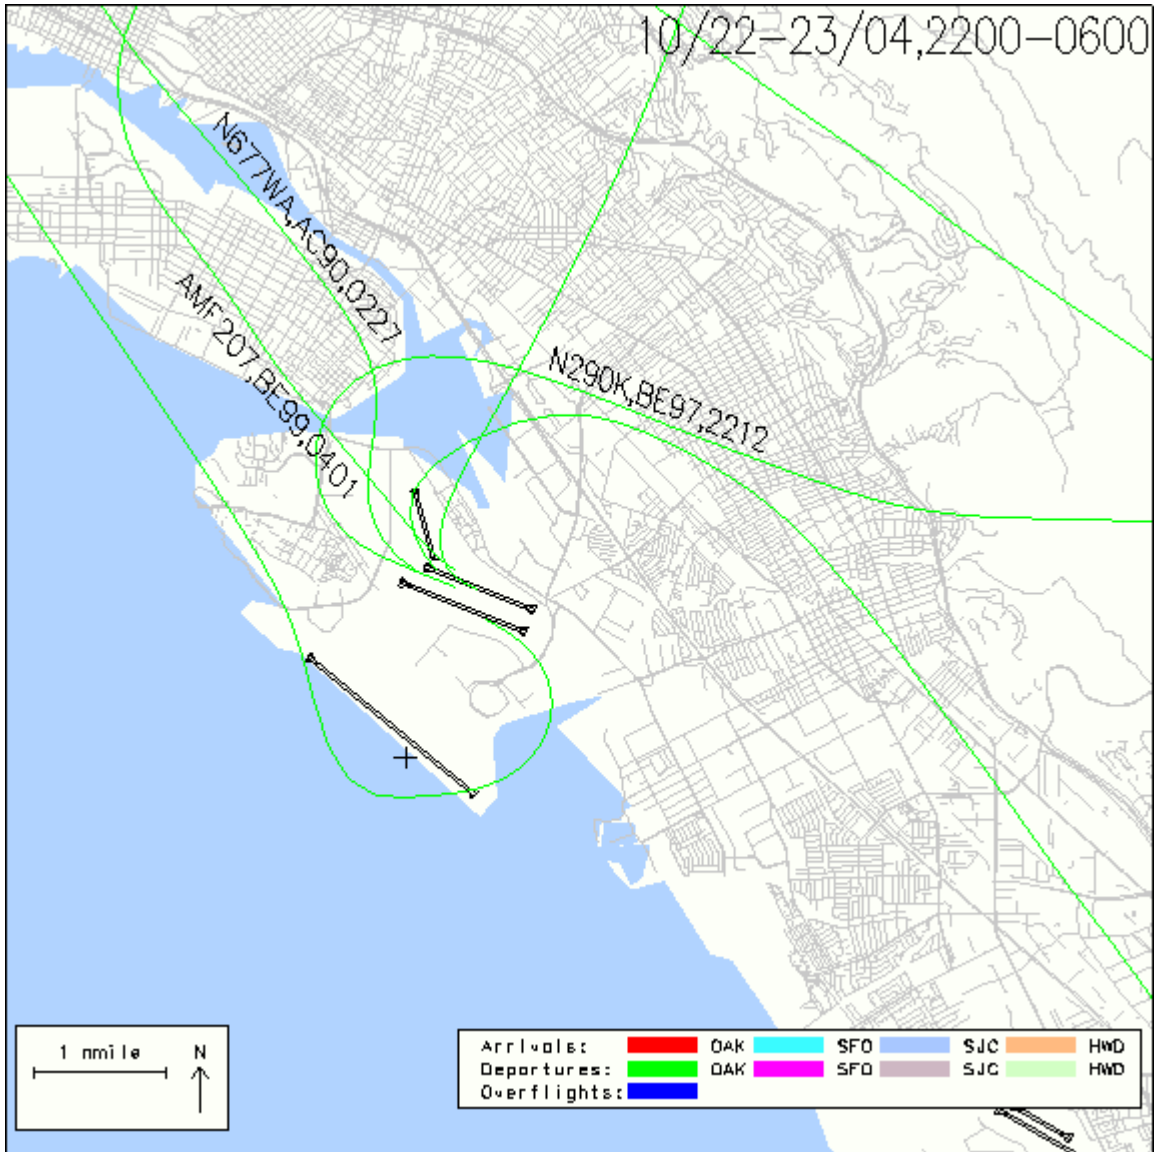 10/22-23/04,2200-0600
N677WA,AC90,0227
AMF207,BE99,0401
N290K,BE97,2212
1 nmile N
Arrivals: OAK SFO SJC HWD
Departures: OAK SFO SJC HWD
Overflights: